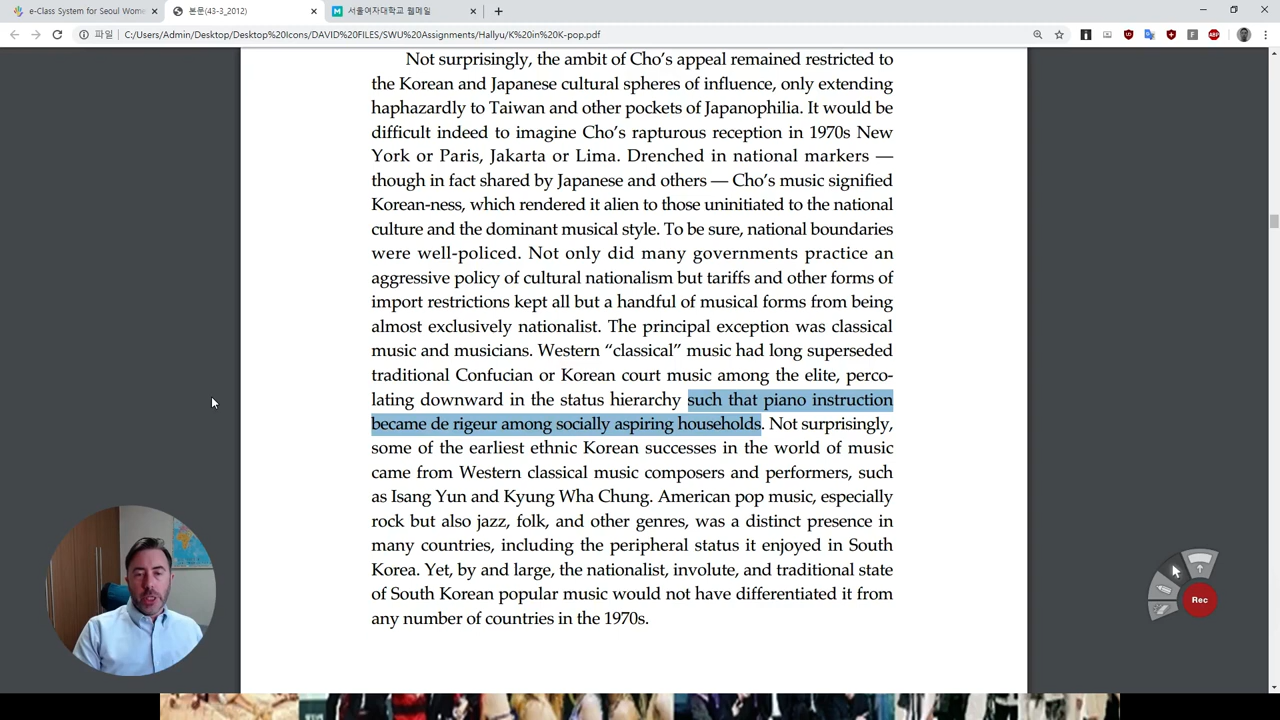 e-Class System for Seoul Wome
본문(43-3_2012)
서울여자대학교 웹메일
파일
C:/Users/Admin/Desktop/Desktop%20Icons/DAVID%20FILES/SWU%20Assignments/Hallyu/K%20in%20K-pop.pdf
Not surprisingly, the ambit of Cho’s appeal remained restricted to
the Korean and Japanese cultural spheres of influence, only extending
haphazardly to Taiwan and other pockets of Japanophilia. It would be
difficult indeed to imagine Cho’s rapturous reception in 1970s New
York or Paris, Jakarta or Lima. Drenched in national markers —
though in fact shared by Japanese and others — Cho’s music signified
Korean-ness, which rendered it alien to those uninitiated to the national
culture and the dominant musical style. To be sure, national boundaries
were well-policed. Not only did many governments practice an
aggressive policy of cultural nationalism but tariffs and other forms of
import restrictions kept all but a handful of musical forms from being
almost exclusively nationalist. The principal exception was classical
music and musicians. Western “classical” music had long superseded
traditional Confucian or Korean court music among the elite, perco-
lating downward in the status hierarchy such that piano instruction
became de rigeur among socially aspiring households. Not surprisingly,
some of the earliest ethnic Korean successes in the world of music
came from Western classical music composers and performers, such
as Isang Yun and Kyung Wha Chung. American pop music, especially
rock but also jazz, folk, and other genres, was a distinct presence in
many countries, including the peripheral status it enjoyed in South
Korea. Yet, by and large, the nationalist, involute, and traditional state
of South Korean popular music would not have differentiated it from
any number of countries in the 1970s.
Rec